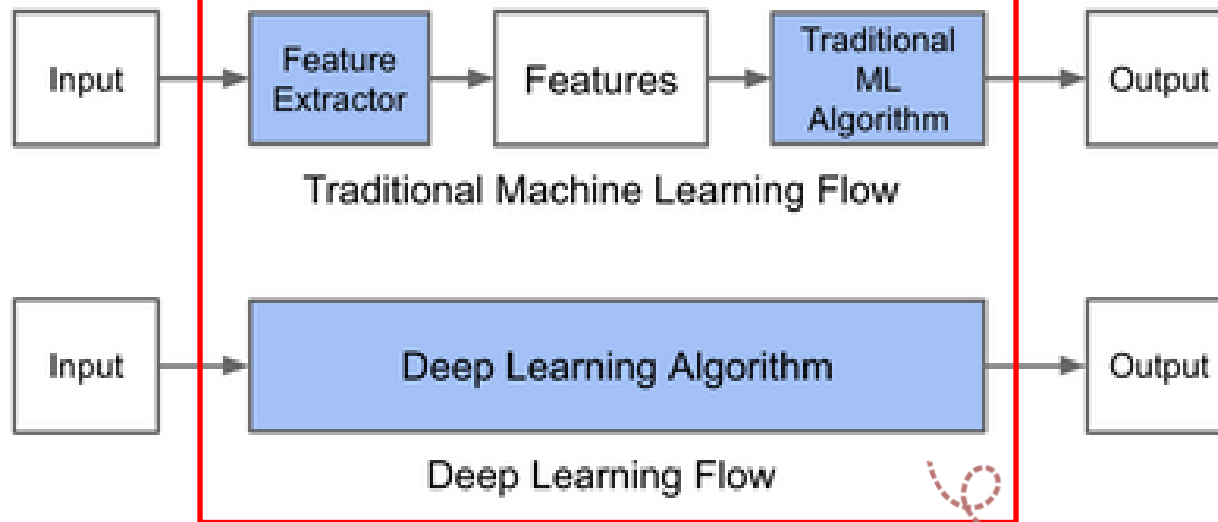 Input
Feature
Extractor
Features
Traditional
ML
Algorithm
Output
Traditional Machine Learning Flow
Input
Deep Learning Algorithm
Output
Deep Learning Flow